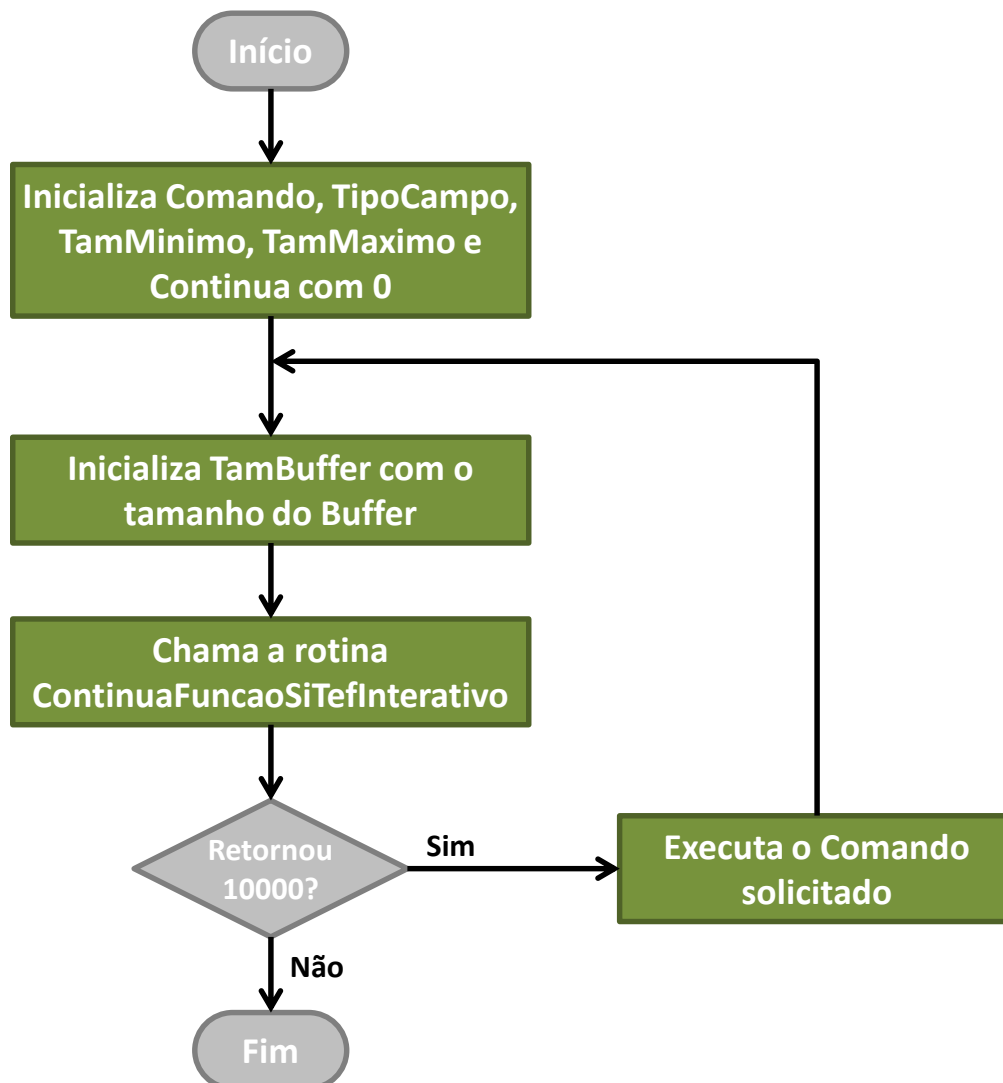 Início
Inicializa Comando, TipoCampo,
TamMinimo, TamMaximo e
Continua com 0
Inicializa TamBuffer com o
tamanho do Buffer
Chama a rotina
ContinuaFuncaoSiTefInterativo
Retornou
10000?
Sim
Executa o Comando
solicitado
Não
Fim